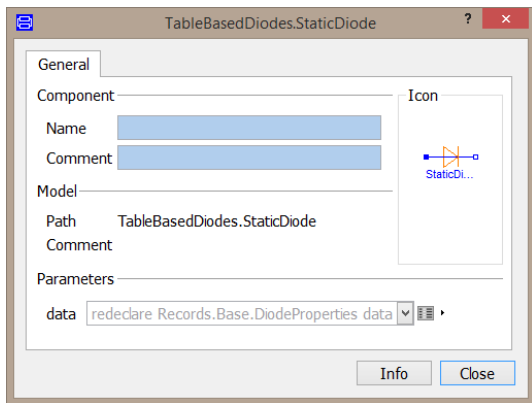 TableBasedDiodes.StaticDiode
?
×
General
Component
Icon
Name
Comment
StaticDi...
Model
Path TableBasedDiodes.StaticDiode
Comment
Parameters
data redeclare Records.Base.DiodeProperties data
Info Close